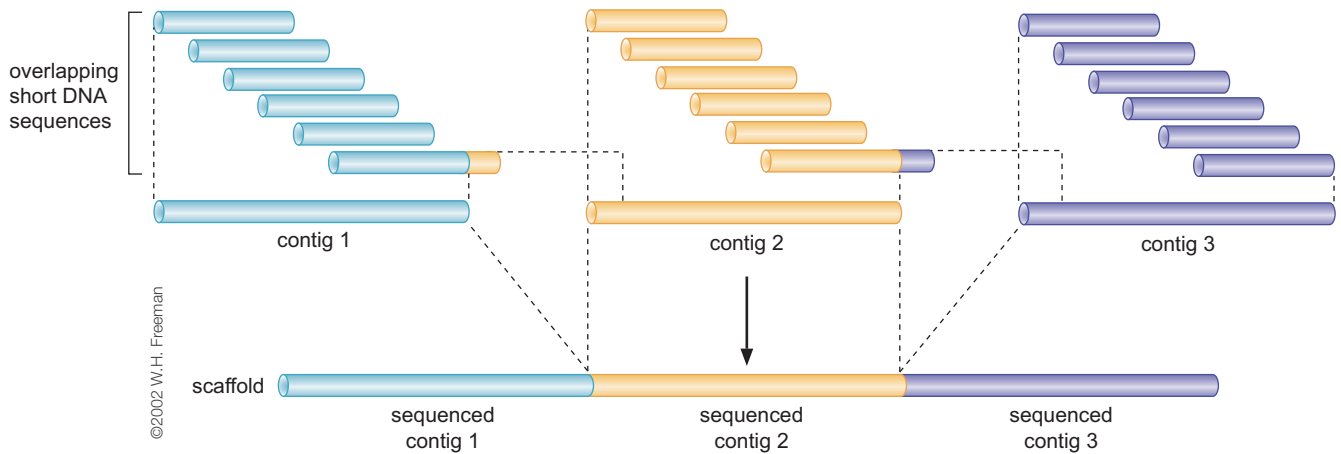 overlapping
short DNA
sequences
contig 1
contig 2
contig 3
©2002 W.H. Freeman
scaffold
sequenced
contig 1
sequenced
contig 2
sequenced
contig 3